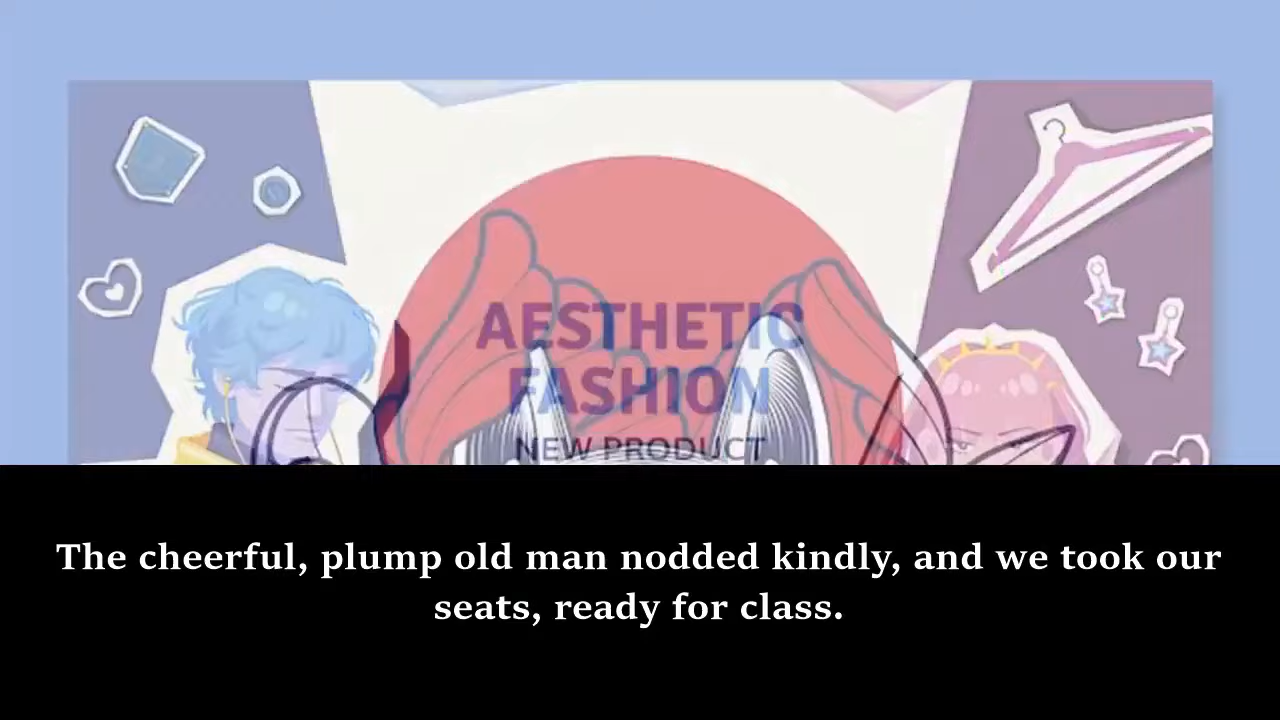 AESTHETIC
FASHION
NEW PRODUCT
The cheerful, plump old man nodded kindly, and we took our
seats, ready for class.